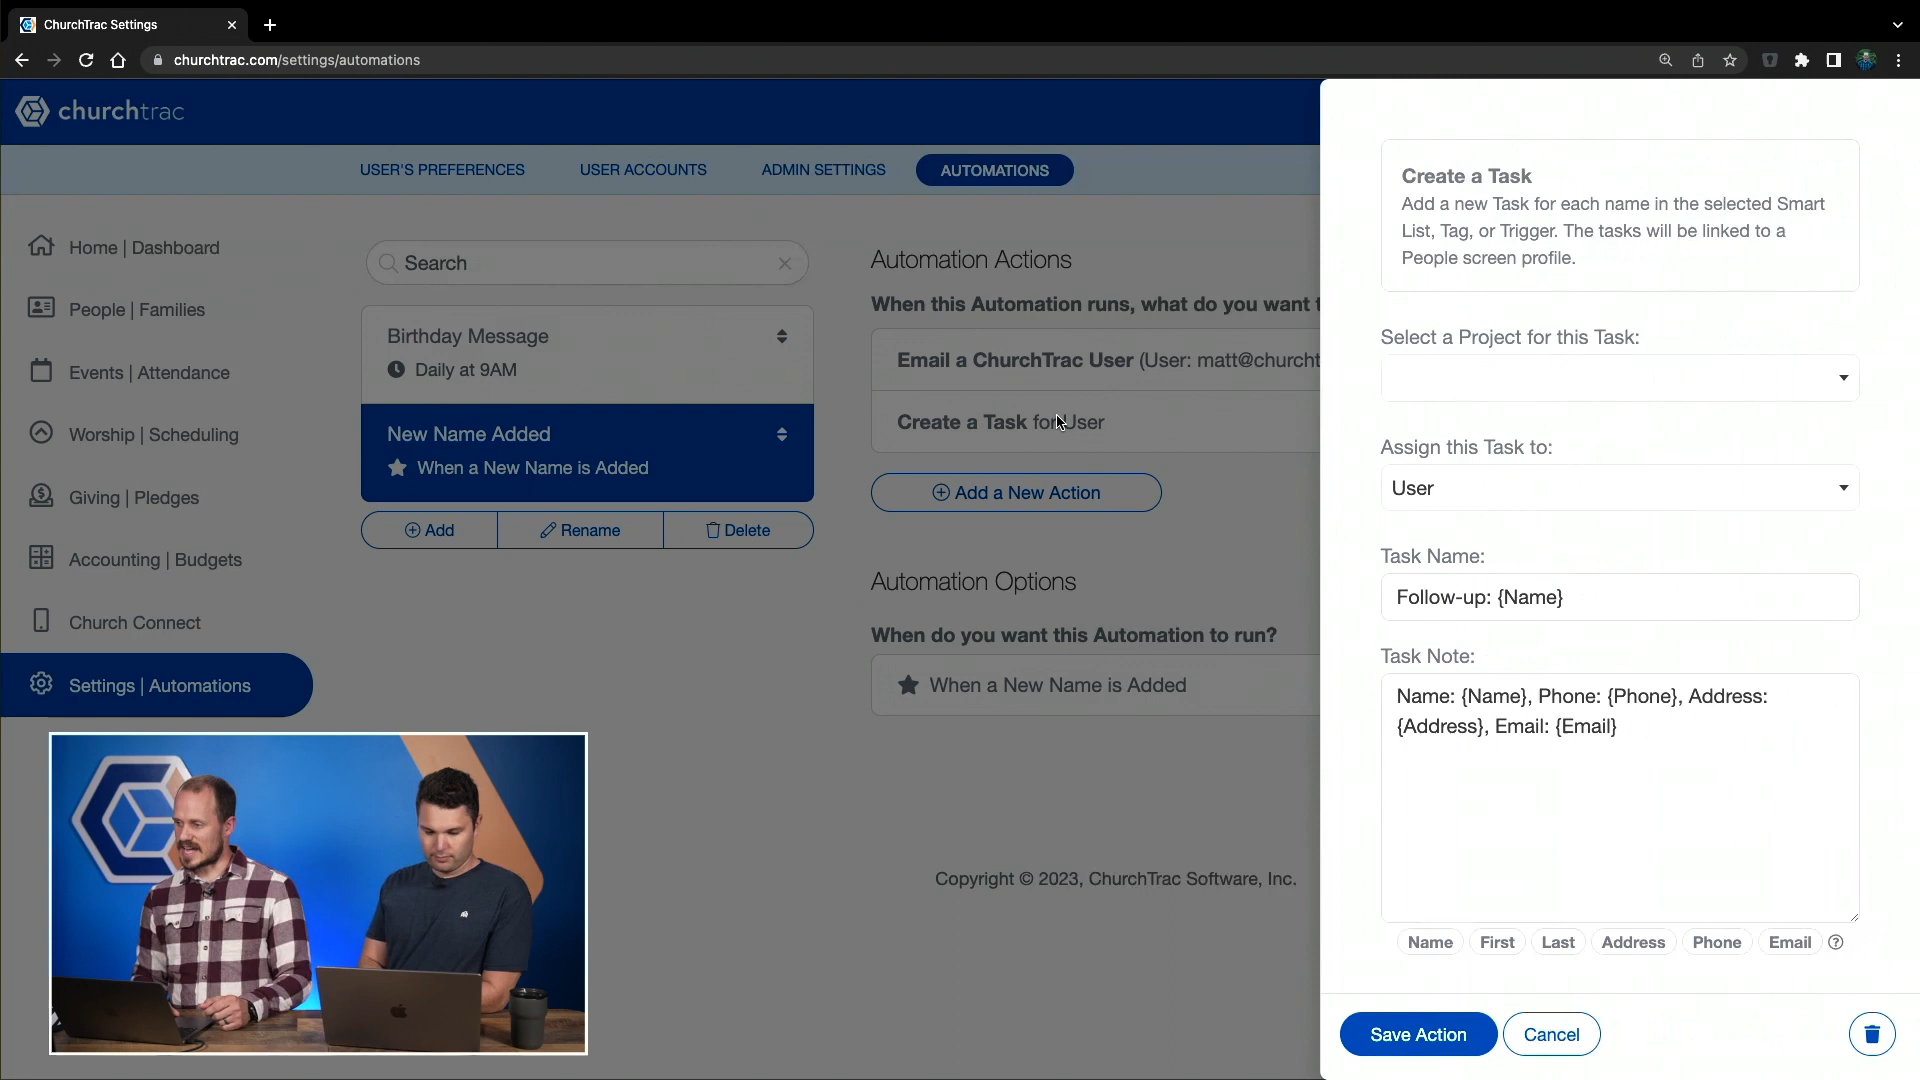 ChurchTrac Settings
churchtrac.com/settings/automations
churchtrac
USER'S PREFERENCES
USER ACCOUNTS
ADMIN SETTINGS
AUTOMATIONS
Home | Dashboard
People | Families
Events | Attendance
Worship | Scheduling
Giving | Pledges
Accounting | Budgets
Church Connect
Settings | Automations
Search
Birthday Message
Daily at 9AM
New Name Added
When a New Name is Added
Add
Rename
Delete
Automation Actions
When this Automation runs, what do you want t
Email a ChurchTrac User (User: matt@churcht
Create a Task for User
Add a New Action
Automation Options
When do you want this Automation to run?
When a New Name is Added
Copyright © 2023, ChurchTrac Software, Inc.
Create a Task
Add a new Task for each name in the selected Smart
List, Tag, or Trigger. The tasks will be linked to a
People screen profile.
Select a Project for this Task:
Assign this Task to:
User
Task Name:
Follow-up: {Name}
Task Note:
Name: {Name}, Phone: {Phone}, Address:
{Address}, Email: {Email}
Name
First
Last
Address
Phone
Email
Save Action
Cancel